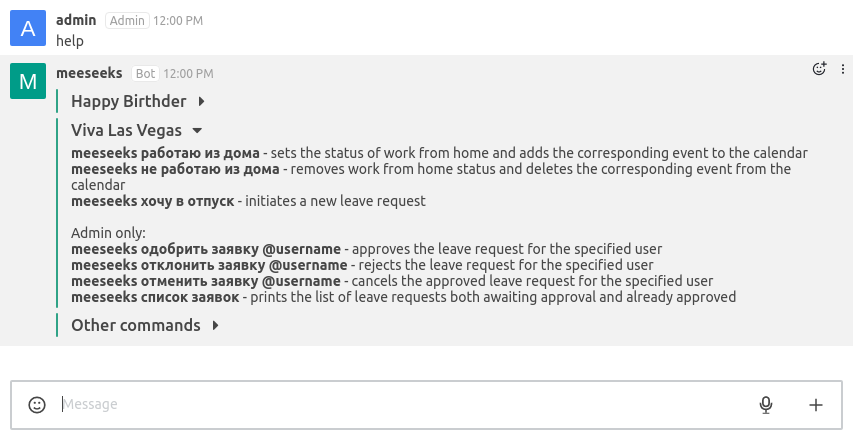 A
admin Admin 12:00 PM
help
M
meeseeks Bot 12:00 PM
Happy Birthder
Viva Las Vegas
meeseeks работаю из дома - sets the status of work from home and adds the corresponding event to the calendar
meeseeks не работаю из дома - removes work from home status and deletes the corresponding event from the
calendar
meeseeks хочу в отпуск - initiates a new leave request
Admin only:
meeseeks одобрить заявку @username - approves the leave request for the specified user
meeseeks отклонить заявку @username - rejects the leave request for the specified user
meeseeks отменить заявку @username - cancels the approved leave request for the specified user
meeseeks список заявок - prints the list of leave requests both awaiting approval and already approved
Other commands
Message